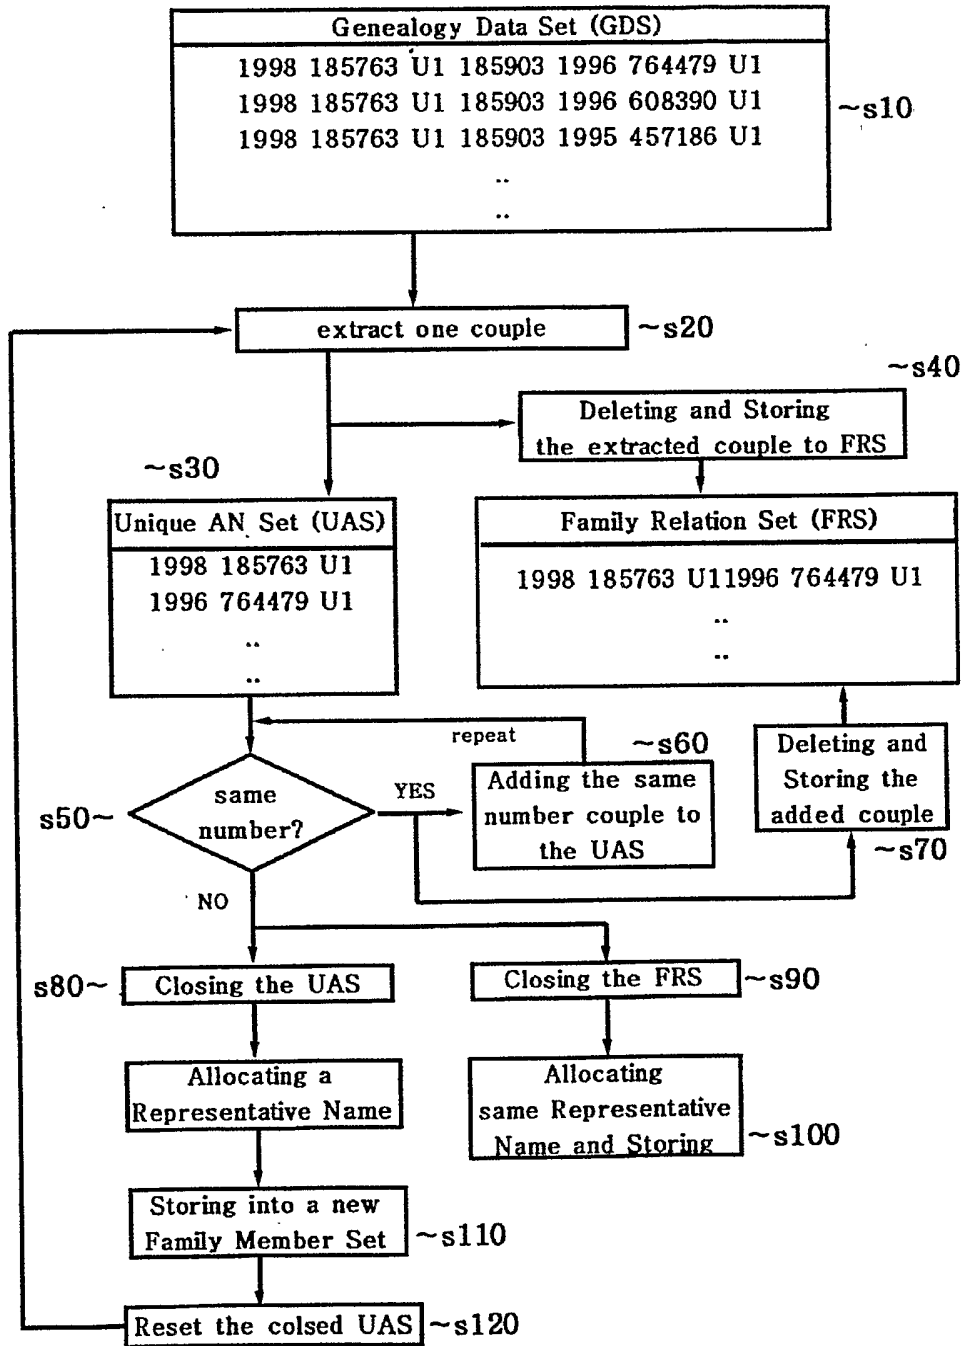 Genealogy Data Set (GDS)
1998 185763 U1 185903 1996 764479 U1
1998 185763 U1 185903 1996 608390 U1
1998 185763 U1 185903 1995 457186 U1
..
..
~s10
extract one couple
~s20
~s40
Deleting and Storing
the extracted couple to FRS
~s30
Unique AN Set (UAS)
1998 185763 U1
1996 764479 U1
..
..
Family Relation Set (FRS)
1998 185763 U11996 764479 U1
..
..
repeat
~s60
s50~
same
number?
YES
Adding the same
number couple to
the UAS
Deleting and
Storing the
added couple
~s70
NO
s80~
Closing the UAS
Closing the FRS
~s90
Allocating a
Representative Name
Allocating
same Representative
Name and Storing
~s100
Storing into a new
Family Member Set
~s110
Reset the colsed UAS
~s120